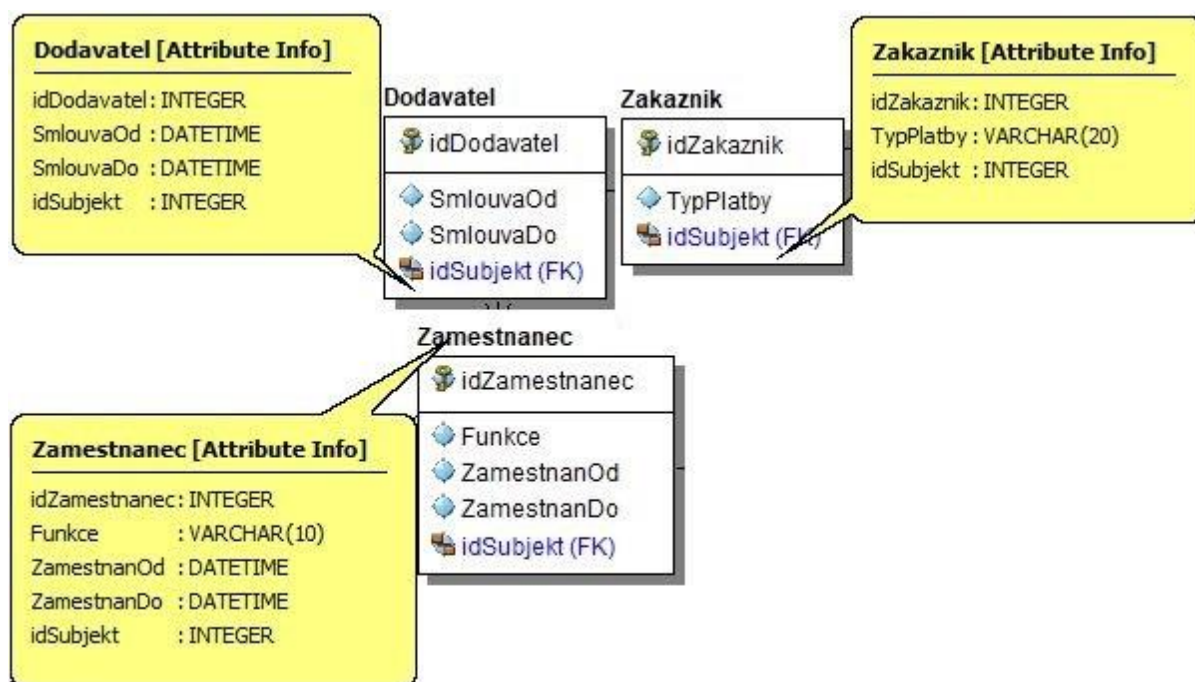 Dodavatel [Attribute Info]
idDodavatel: INTEGER
SmlouvaOd : DATETIME
SmlouvaDo : DATETIME
idSubjekt : INTEGER
Dodavatel
idDodavatel
SmlouvaOd
SmlouvaDo
idSubjekt (FK)
Zakaznik
idZakaznik
TypPlatby
idSubjekt (FK)
Zakaznik [Attribute Info]
idZakaznik: INTEGER
TypPlatby : VARCHAR(20)
idSubjekt : INTEGER
Zamestnanec
idZamestnanec
Funkce
ZamestnanOd
ZamestnanDo
idSubjekt (FK)
Zamestnanec [Attribute Info]
idZamestnanec: INTEGER
Funkce : VARCHAR(10)
ZamestnanOd : DATETIME
ZamestnanDo : DATETIME
idSubjekt : INTEGER